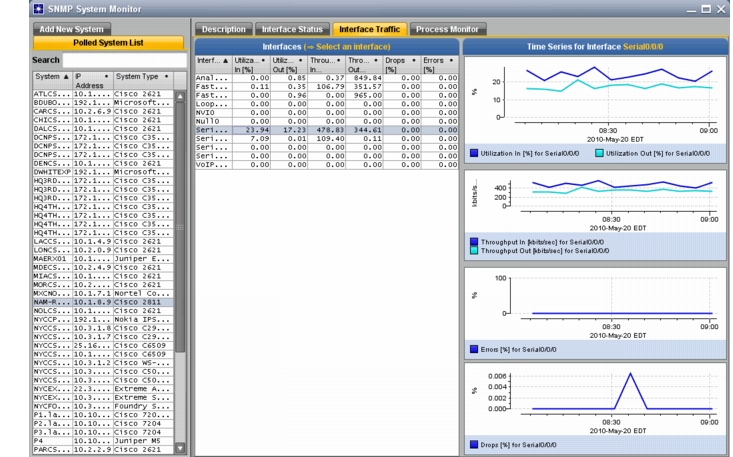 SNMP System Monitor
Add New System
Polled System List
Search
System IP Address System Type
ATLCS... 10.1.... Cisco 2621
BDUBO... 192.1... Microsoft...
CARCS... 10.2.6.9 Cisco 2621
CHICS... 10.1.... Cisco 2621
DALCS... 10.1.... Cisco 2621
DCNPS... 172.1... Cisco C35...
DCNPS... 172.1... Cisco C35...
DCNPS... 172.1... Cisco C35...
DENCS... 10.1.... Cisco 2621
DWHITEXP 192.1... Microsoft...
HQ3RD... 172.1... Cisco C35...
HQ3RD... 172.1... Cisco C35...
HQ3RD... 172.1... Cisco C35...
HQ4TH... 172.1... Cisco C35...
HQ4TH... 172.1... Cisco C35...
HQ4TH... 172.1... Cisco C35...
HQ4TH... 172.1... Cisco C35...
LACCS... 10.1.4.9 Cisco 2621
LONCS... 10.2.0.9 Cisco 2621
MAERX01 10.1.... Juniper E...
MDECS... 10.2.4.9 Cisco 2621
MIACS... 10.1.... Cisco 2621
MORCS... 10.2.... Cisco 2621
MXCNO... 10.1.7.1 Nortel Co...
NAM-R... 10.1.8.9 Cisco 2811
NOLCS... 10.1.... Cisco 2621
NYCCP... 192.1... Nokia IPS...
NYCCS... 10.3.1.8 Cisco C29...
NYCCS... 10.3.1.7 Cisco C29...
NYCCS... 25.16... Cisco C6509
NYCCS... 10.1.... Cisco C6509
NYCCS... 10.3.1.2 Cisco WS-...
NYCCS... 10.3.... Cisco C50...
NYCCS... 10.3.... Cisco C50...
NYCEX... 22.3.... Extreme A...
NYCEX... 10.3.... Extreme S...
NYCFO... 10.3.... Foundry S...
P1.la... 10.10... Cisco 720...
P2.la... 10.10... Cisco 7204
P3.la... 10.10... Cisco 7204
P4 10.10... Juniper M5
PARCS... 10.2.2.9 Cisco 2621
Description Interface Status Interface Traffic Process Monitor
Interfaces (⇒ Select an interface)
Interf... Utiliza... In [%] Utiliz... Out [%] Throu... In... Thro... Out... Drops [%] Errors [%]
Anal... 0.00 0.85 0.37 849.84 0.00 0.00
Fast... 0.11 0.35 106.79 351.57 0.00 0.00
Fast... 0.00 0.96 0.00 965.00 0.00 0.00
Loop... 0.00 0.00 0.00 0.00 0.00 0.00
NVI0 0.00 0.00 0.00 0.00 0.00 0.00
Null0 0.00 0.00 0.00 0.00 0.00 0.00
Seri... 23.94 17.23 478.83 344.61 0.00 0.00
Seri... 7.09 0.01 109.40 0.11 0.00 0.00
Seri... 0.00 0.00 0.00 0.00 0.00 0.00
Seri... 0.00 0.00 0.00 0.00 0.00 0.00
VoIP... 0.00 0.00 0.00 0.00 0.00 0.00
Time Series for Interface Serial0/0/0
%
20
10
0
08:30 09:00
2010-May-20 EDT
Utilization In [%] for Serial0/0/0 Utilization Out [%] for Serial0/0/0
kbits/s...
400
200
0
08:30 09:00
2010-May-20 EDT
Throughput In [kbits/sec] for Serial0/0/0
Throughput Out [kbits/sec] for Serial0/0/0
%
100
0
08:30 09:00
2010-May-20 EDT
Errors [%] for Serial0/0/0
%
0.006
0.004
0.002
0.000
08:30 09:00
2010-May-20 EDT
Drops [%] for Serial0/0/0